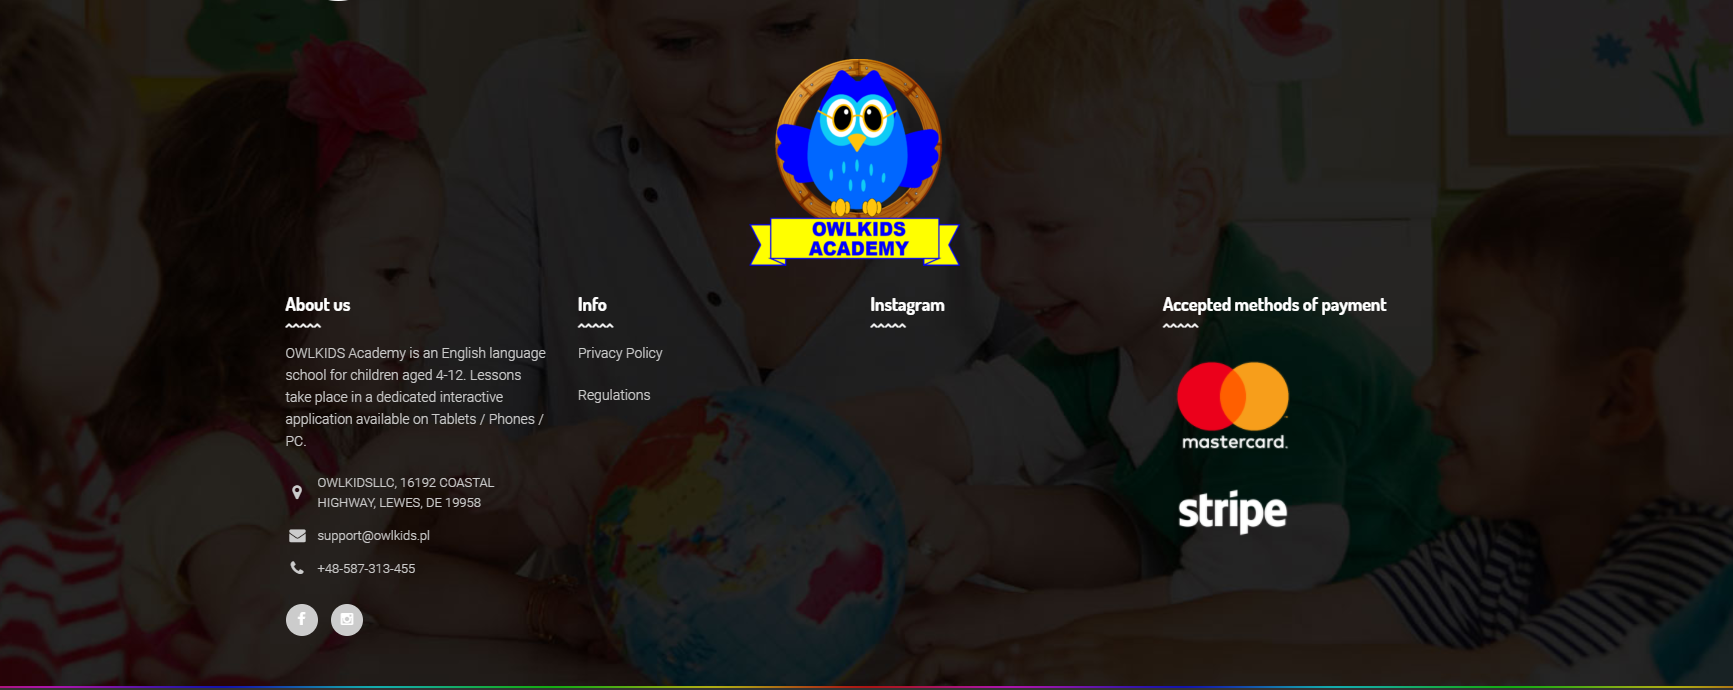 OWLKIDS
ACADEMY
About us
OWLKIDS Academy is an English language
school for children aged 4-12. Lessons
take place in a dedicated interactive
application available on Tablets / Phones /
PC.
OWLKIDSLLC, 16192 COASTAL
HIGHWAY, LEWES, DE 19958
support@owlkids.pl
+48-587-313-455
Info
Privacy Policy
Regulations
Instagram
Accepted methods of payment
mastercard.
stripe